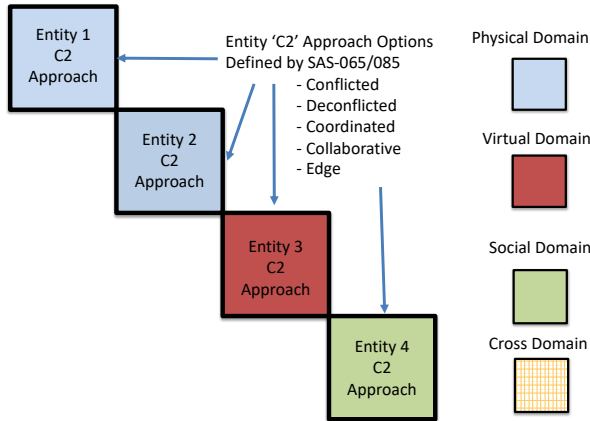 Entity 1
C2
Approach
Entity ‘C2’ Approach Options
Defined by SAS-065/085
- Conflicted
- Deconflicted
- Coordinated
- Collaborative
- Edge
Entity 2
C2
Approach
Entity 3
C2
Approach
Entity 4
C2
Approach
Physical Domain
Virtual Domain
Social Domain
Cross Domain